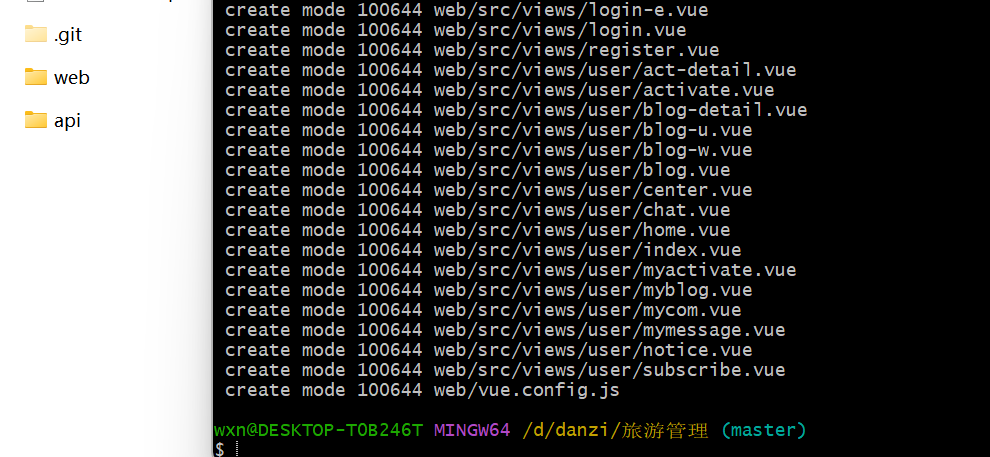 .git
web
api
create mode 100644 web/src/views/login-e.vue
create mode 100644 web/src/views/login.vue
create mode 100644 web/src/views/register.vue
create mode 100644 web/src/views/user/act-detail.vue
create mode 100644 web/src/views/user/activate.vue
create mode 100644 web/src/views/user/blog-detail.vue
create mode 100644 web/src/views/user/blog-u.vue
create mode 100644 web/src/views/user/blog-w.vue
create mode 100644 web/src/views/user/blog.vue
create mode 100644 web/src/views/user/center.vue
create mode 100644 web/src/views/user/chat.vue
create mode 100644 web/src/views/user/home.vue
create mode 100644 web/src/views/user/index.vue
create mode 100644 web/src/views/user/myactivate.vue
create mode 100644 web/src/views/user/myblog.vue
create mode 100644 web/src/views/user/mycom.vue
create mode 100644 web/src/views/user/mymessage.vue
create mode 100644 web/src/views/user/notice.vue
create mode 100644 web/src/views/user/subscribe.vue
create mode 100644 web/vue.config.js
wxn@DESKTOP-T0B246T MINGW64 /d/danzi/旅游管理 (master)
$